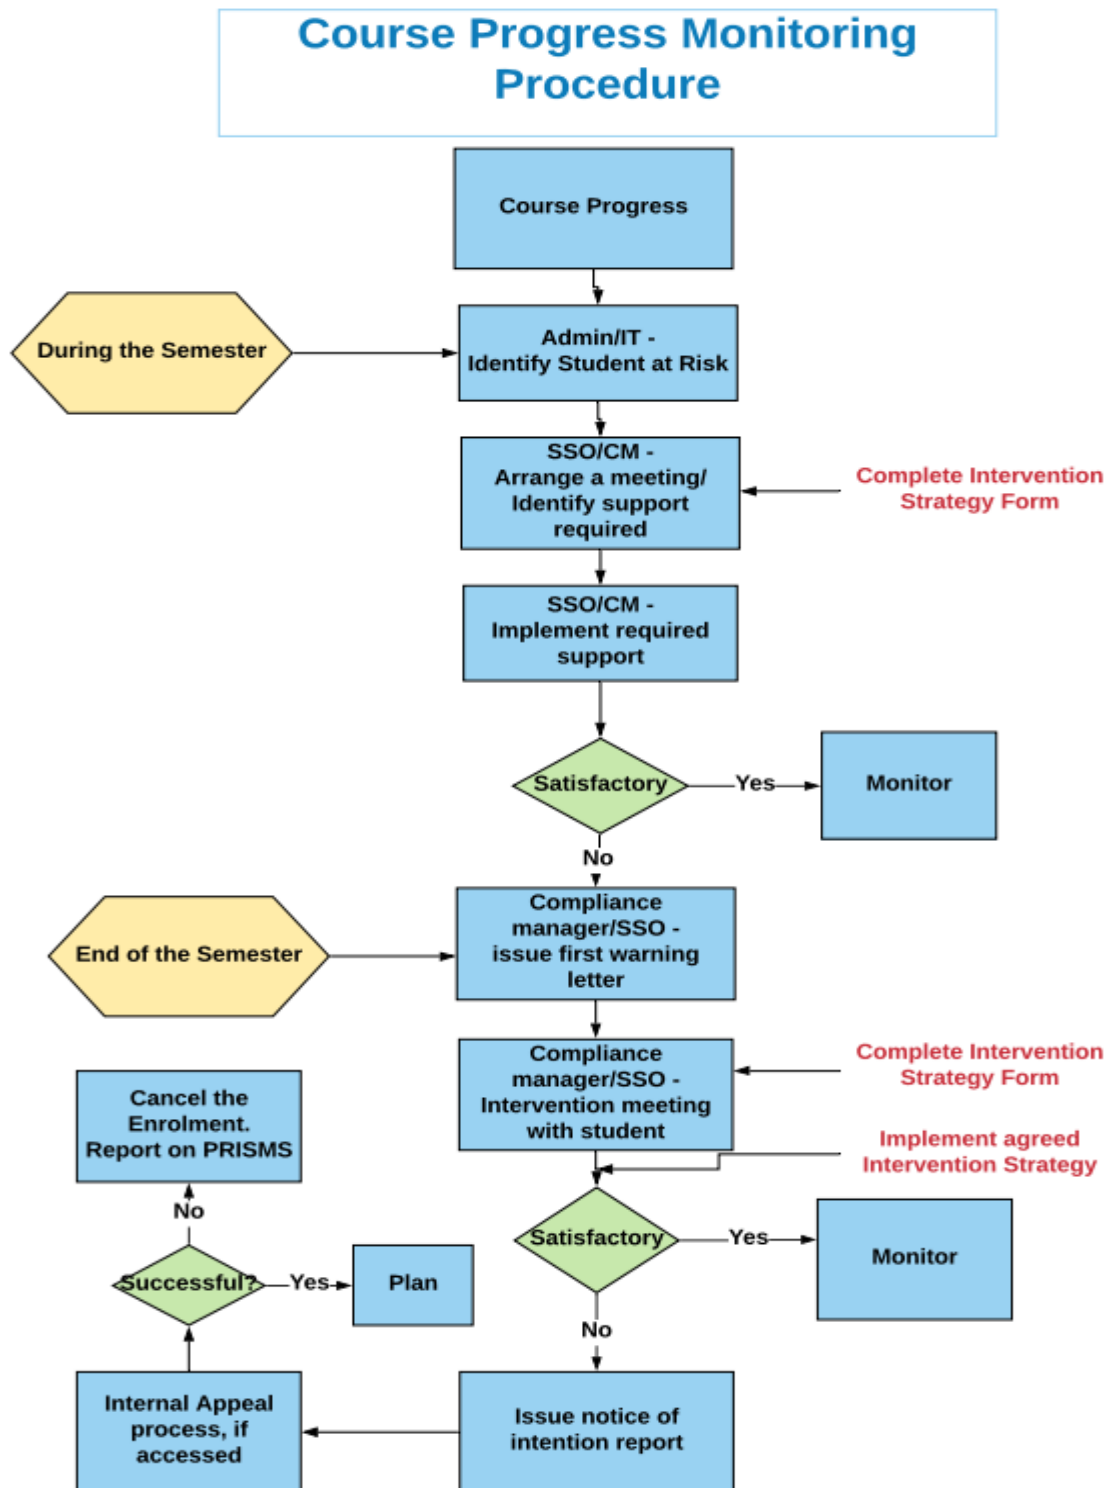 Course Progress Monitoring
Procedure
Course Progress
During the Semester
Admin/IT -
Identify Student at Risk
SSO/CM -
Arrange a meeting/
Identify support
required
Complete Intervention
Strategy Form
SSO/CM -
Implement required
support
Satisfactory
Yes
Monitor
No
End of the Semester
Compliance
manager/SSO -
issue first warning
letter
Compliance
manager/SSO -
Intervention meeting
with student
Complete Intervention
Strategy Form
Implement agreed
Intervention Strategy
Satisfactory
Yes
Monitor
No
Issue notice of
intention report
Internal Appeal
process, if
accessed
Successful?
Yes
Plan
No
Cancel the
Enrolment.
Report on PRISMS